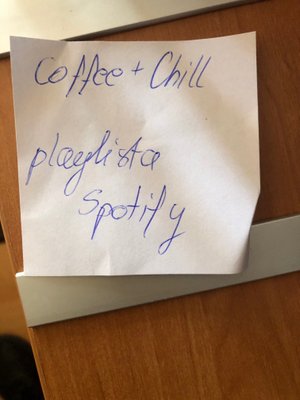 Coffee + Chill
playlista
Spotify